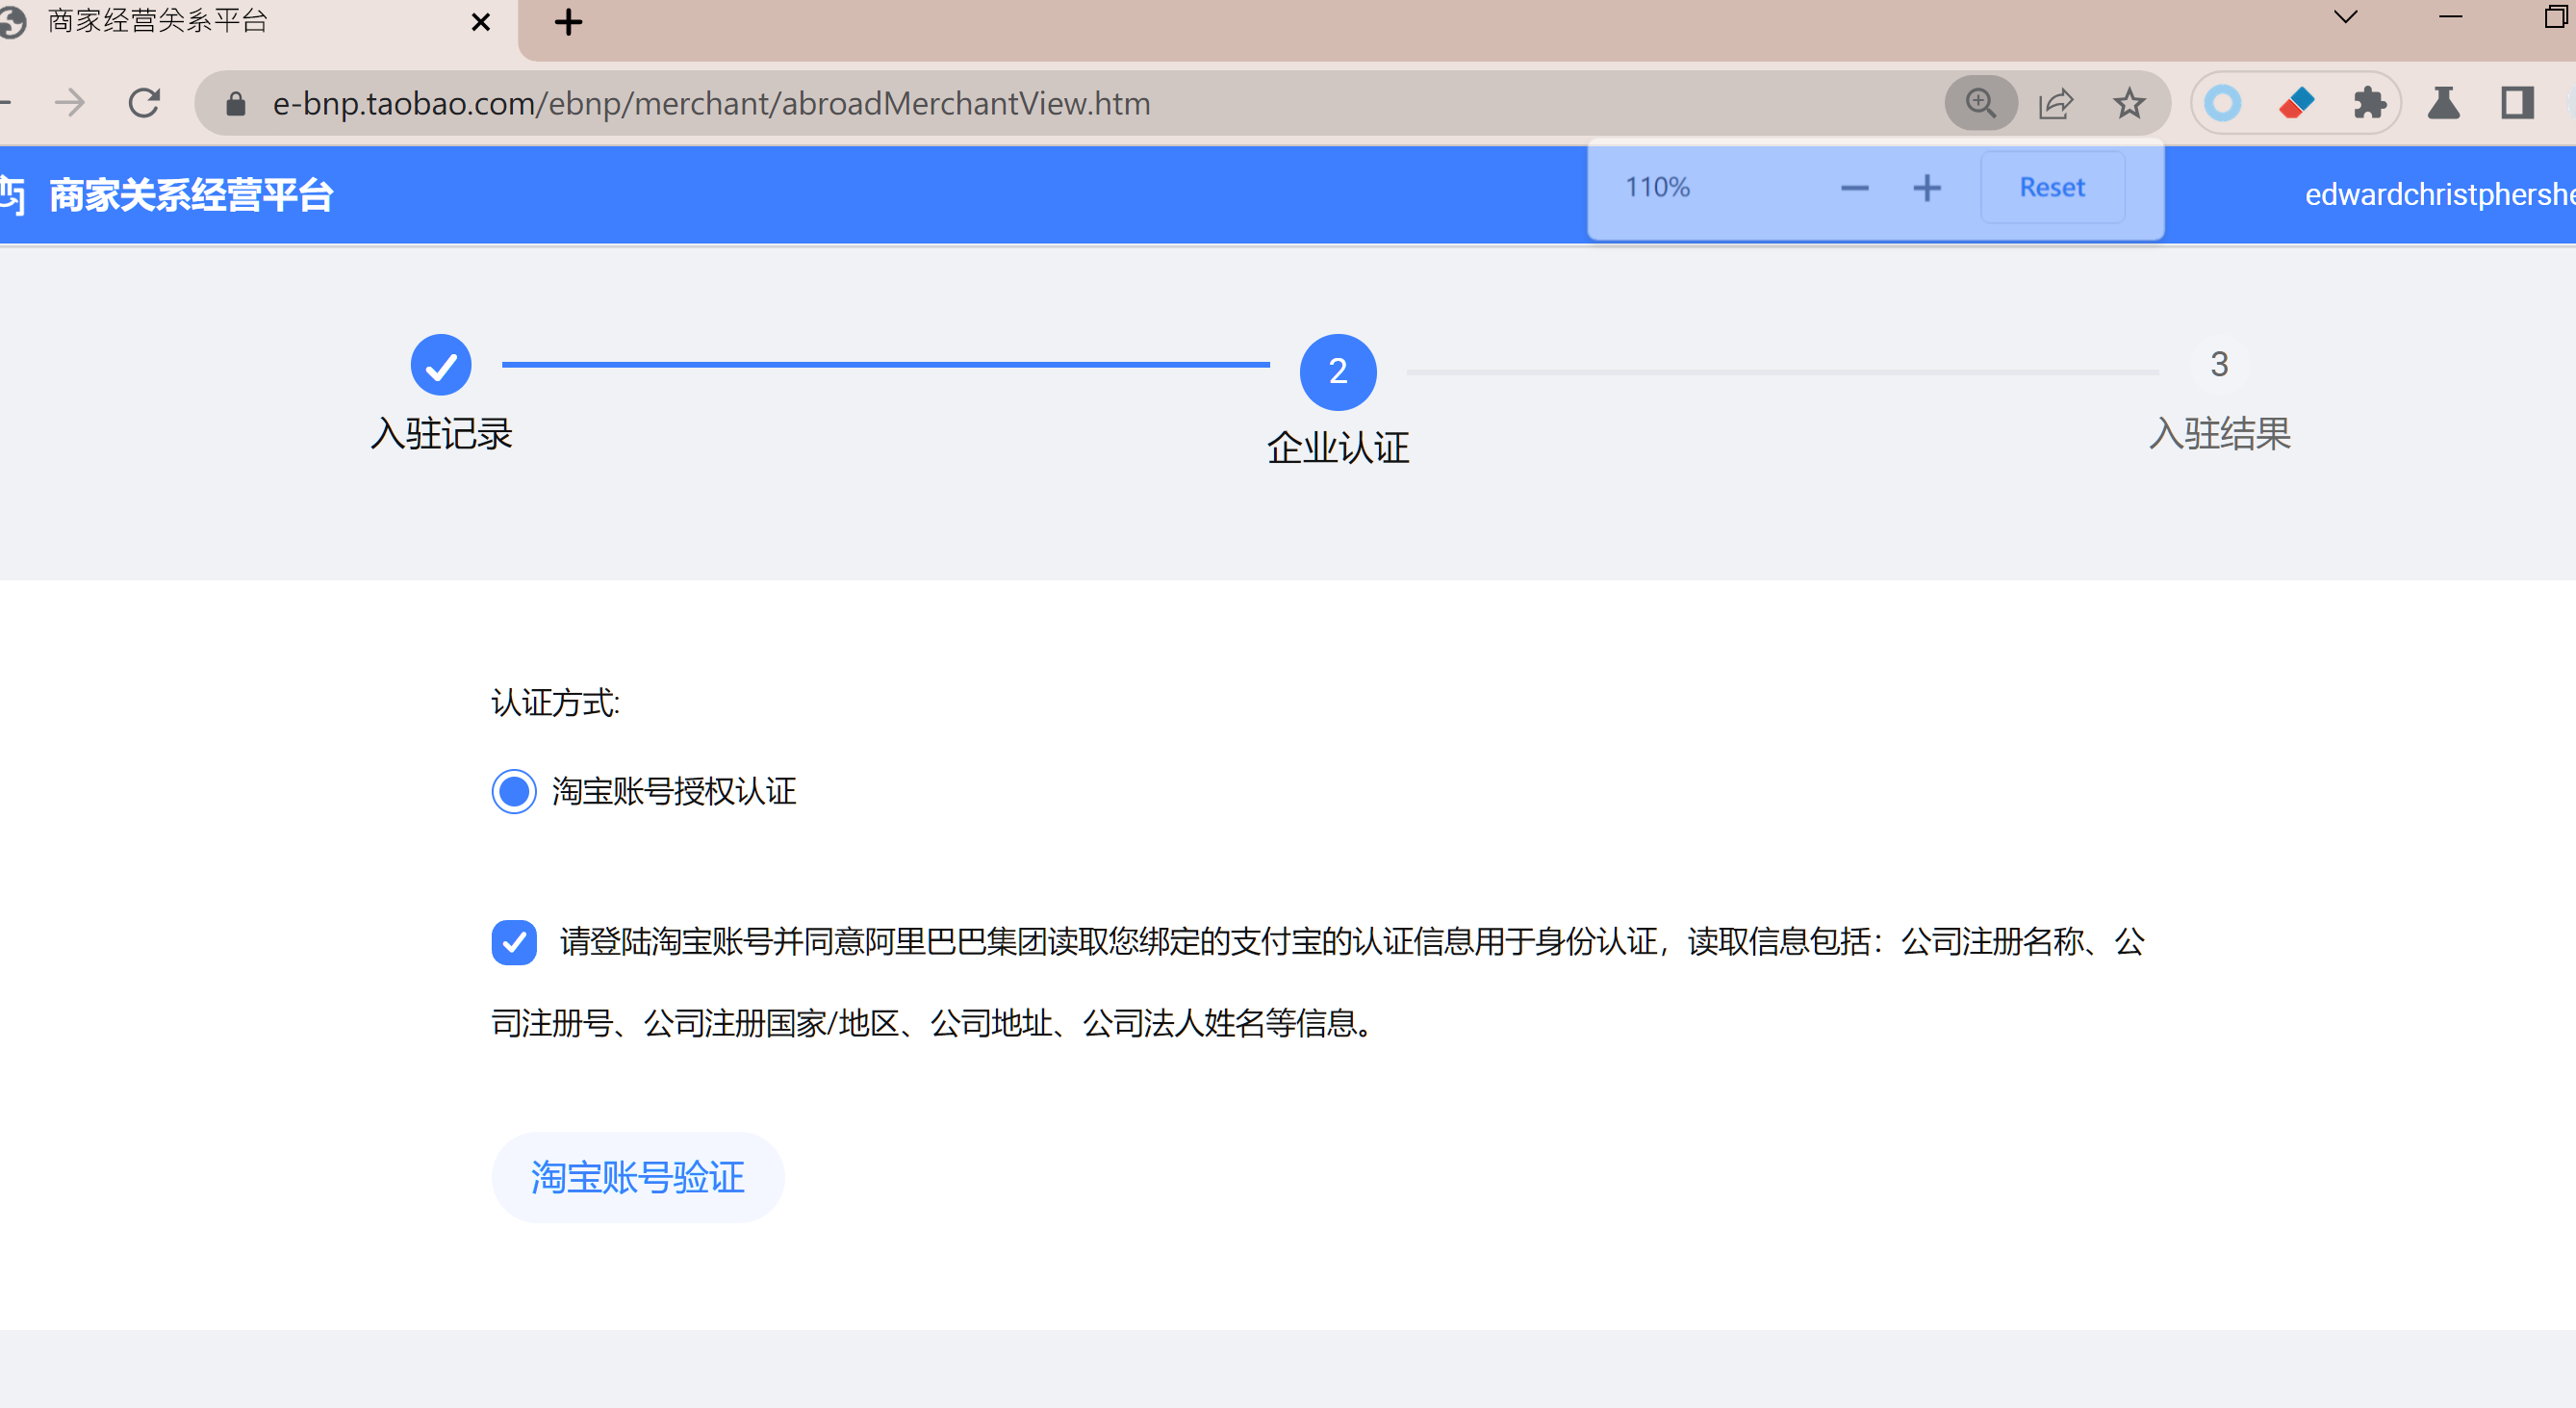 商家经营关系平台
e-bnp.taobao.com/ebnp/merchant/abroadMerchantView.htm
商家关系经营平台
110%
Reset
edwardchristphershe
2
3
入驻记录
企业认证
入驻结果
认证方式:
淘宝账号授权认证
请登陆淘宝账号并同意阿里巴巴集团读取您绑定的支付宝的认证信息用于身份认证，读取信息包括：公司注册名称、公
司注册号、公司注册国家/地区、公司地址、公司法人姓名等信息。
淘宝账号验证